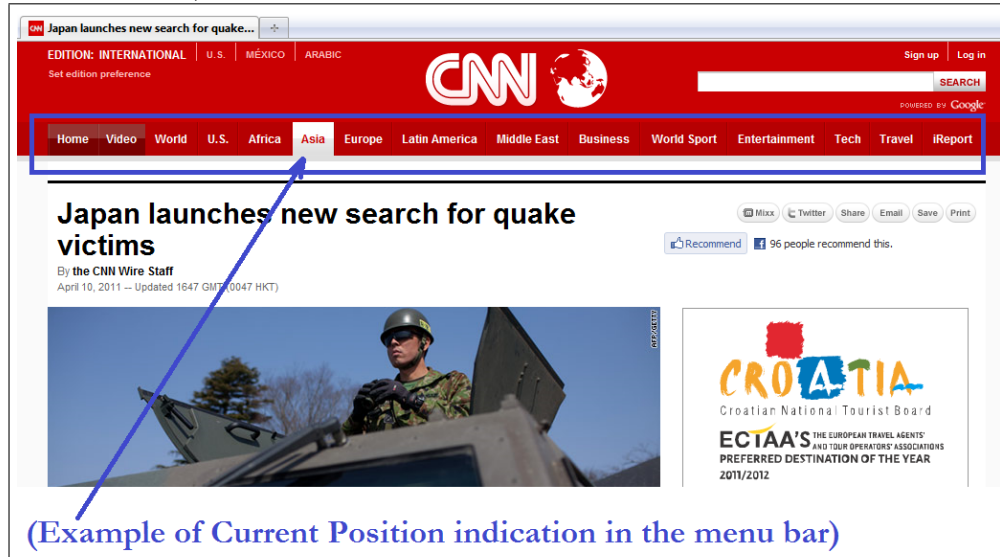 Japan launches new search for quake...
EDITION: INTERNATIONAL U.S. MÉXICO ARABIC
Set edition preference
CNN
Sign up Log in
SEARCH
POWERED BY Google
Home Video World U.S. Africa Asia Europe Latin America Middle East Business World Sport Entertainment Tech Travel iReport
Japan launches new search for quake
victims
By the CNN Wire Staff
April 10, 2011 -- Updated 1647 GMT (0047 HKT)
Mixx Twitter Share Email Save Print
Recommend 96 people recommend this.
AFP/GETTY
CROATIA
Croatian National Tourist Board
ECTAA'S THE EUROPEAN TRAVEL AGENTS'
AND TOUR OPERATORS' ASSOCIATIONS
PREFERRED DESTINATION OF THE YEAR
2011/2012
(Example of Current Position indication in the menu bar)